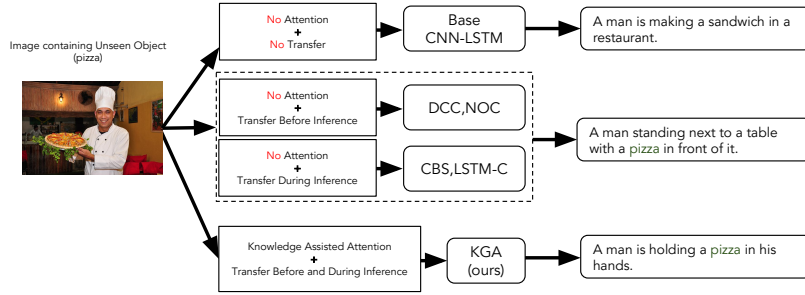 Image containing Unseen Object
(pizza)
No Attention
+
No Transfer
Base
CNN-LSTM
A man is making a sandwich in a
restaurant.
No Attention
+
Transfer Before Inference
DCC,NOC
No Attention
+
Transfer During Inference
CBS,LSTM-C
A man standing next to a table
with a pizza in front of it.
Knowledge Assisted Attention
+
Transfer Before and During Inference
KGA
(ours)
A man is holding a pizza in his
hands.